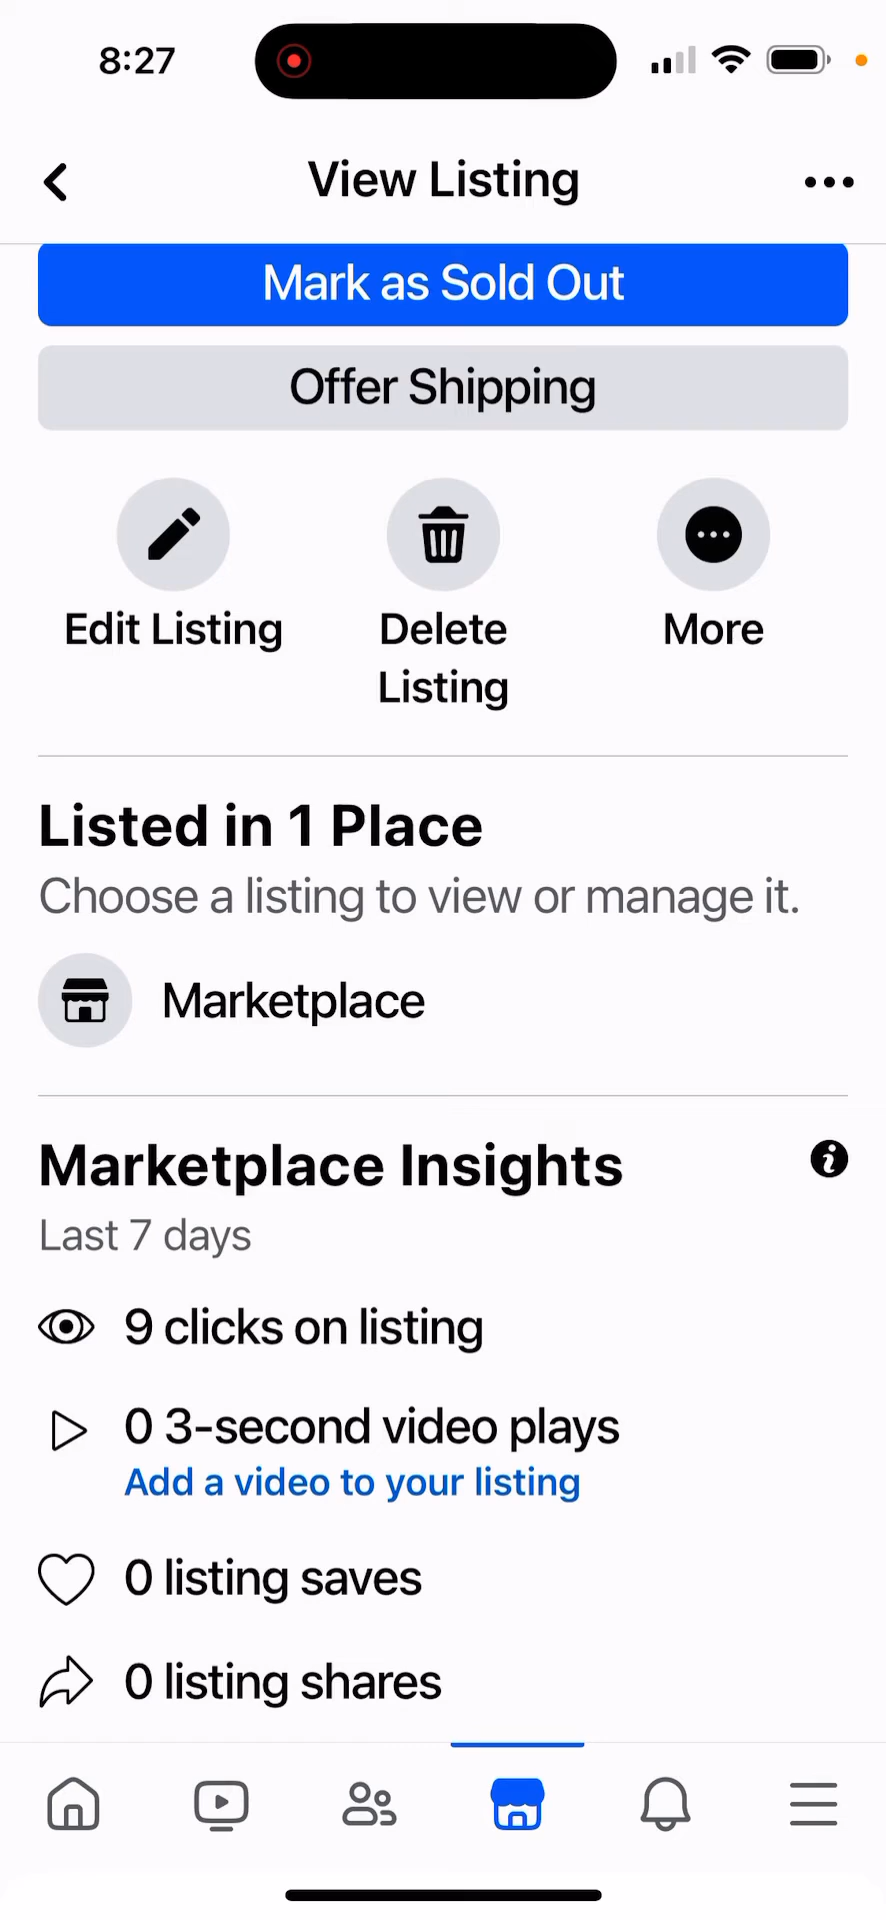 8:27
View Listing
Mark as Sold Out
Offer Shipping
Edit Listing
Delete
Listing
More
Listed in 1 Place
Choose a listing to view or manage it.
Marketplace
Marketplace Insights
Last 7 days
9 clicks on listing
0 3-second video plays
Add a video to your listing
0 listing saves
0 listing shares